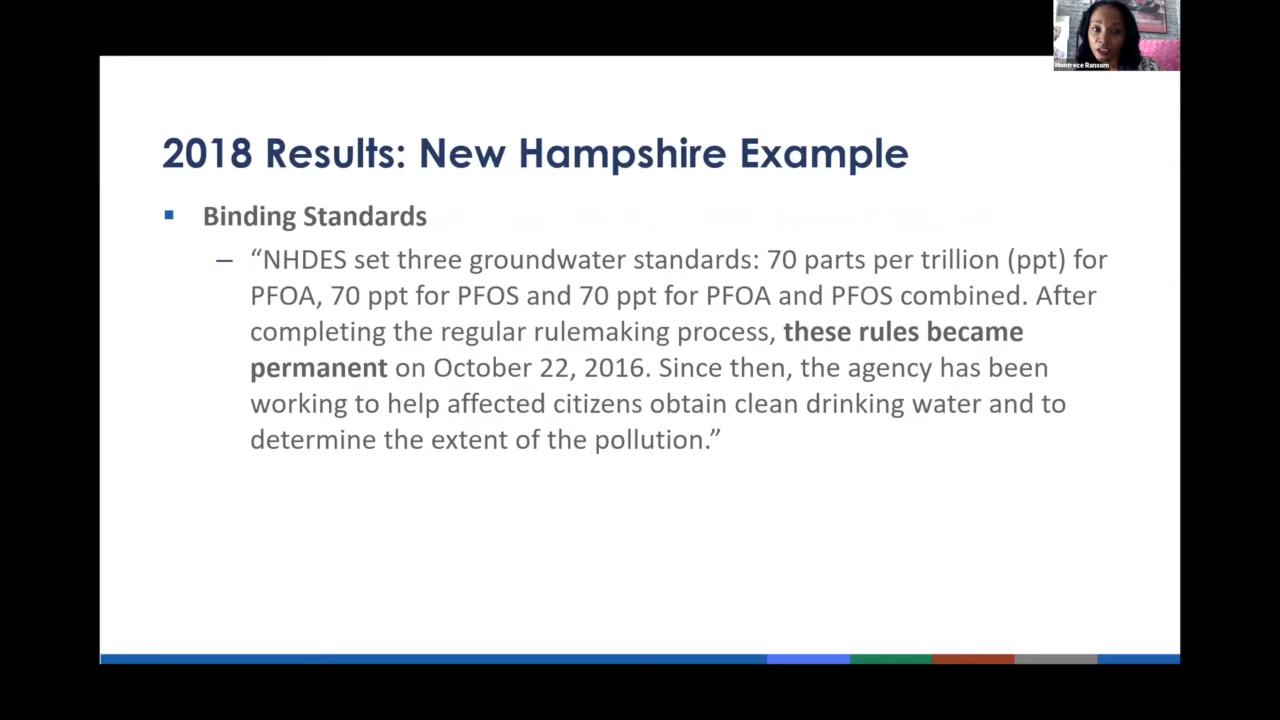 Montrece Ransom
2018 Results: New Hampshire Example
▪ Binding Standards
– “NHDES set three groundwater standards: 70 parts per trillion (ppt) for
PFOA, 70 ppt for PFOS and 70 ppt for PFOA and PFOS combined. After
completing the regular rulemaking process, these rules became
permanent on October 22, 2016. Since then, the agency has been
working to help affected citizens obtain clean drinking water and to
determine the extent of the pollution.”